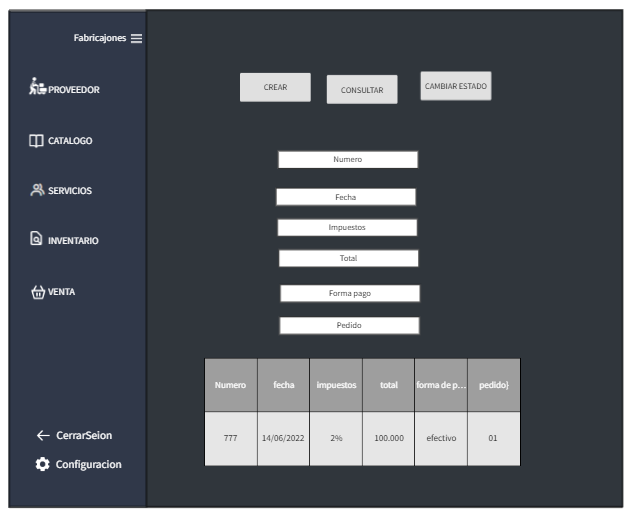 Fabricajones
PROVEEDOR
CATALOGO
SERVICIOS
INVENTARIO
VENTA
CerrarSeion
Configuracion
CREAR
CONSULTAR
CAMBIAR ESTADO
Numero
Fecha
Impuestos
Total
Forma pago
Pedido
Numero fecha impuestos total forma de p... pedido}
777 14/06/2022 2% 100.000 efectivo 01